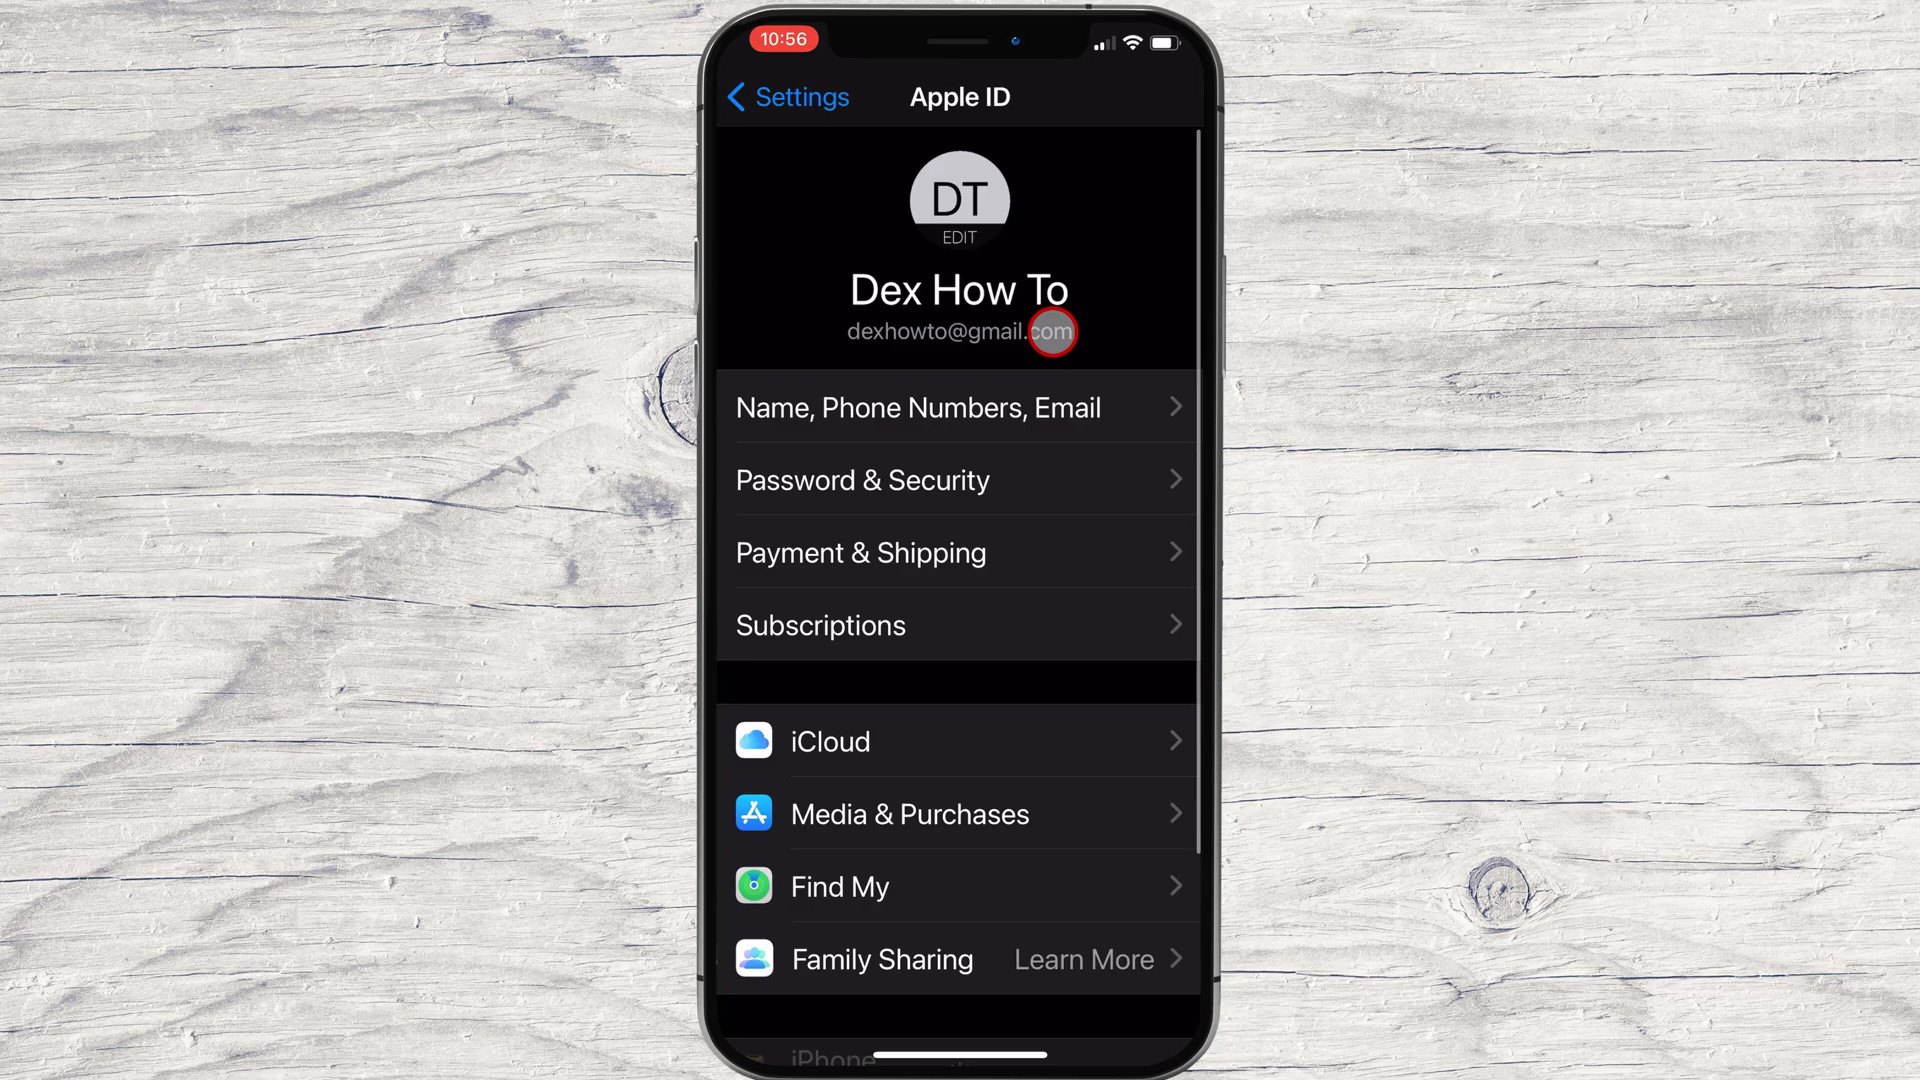 10:56
Settings
Apple ID
DT
EDIT
Dex How To
dexhowto@gmail.com
Name, Phone Numbers, Email
Password & Security
Payment & Shipping
Subscriptions
iCloud
Media & Purchases
Find My
Family Sharing Learn More
iPhone